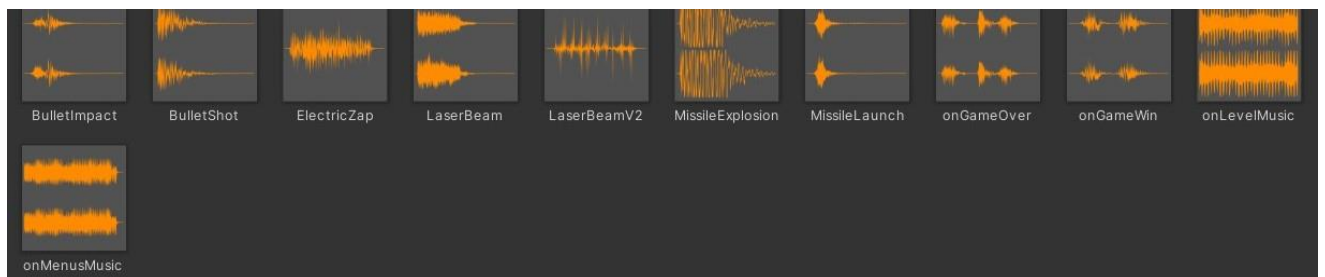 BulletImpact BulletShot ElectricZap LaserBeam LaserBeamV2 MissileExplosion MissileLaunch onGameOver onGameWin onLevelMusic
onMenusMusic